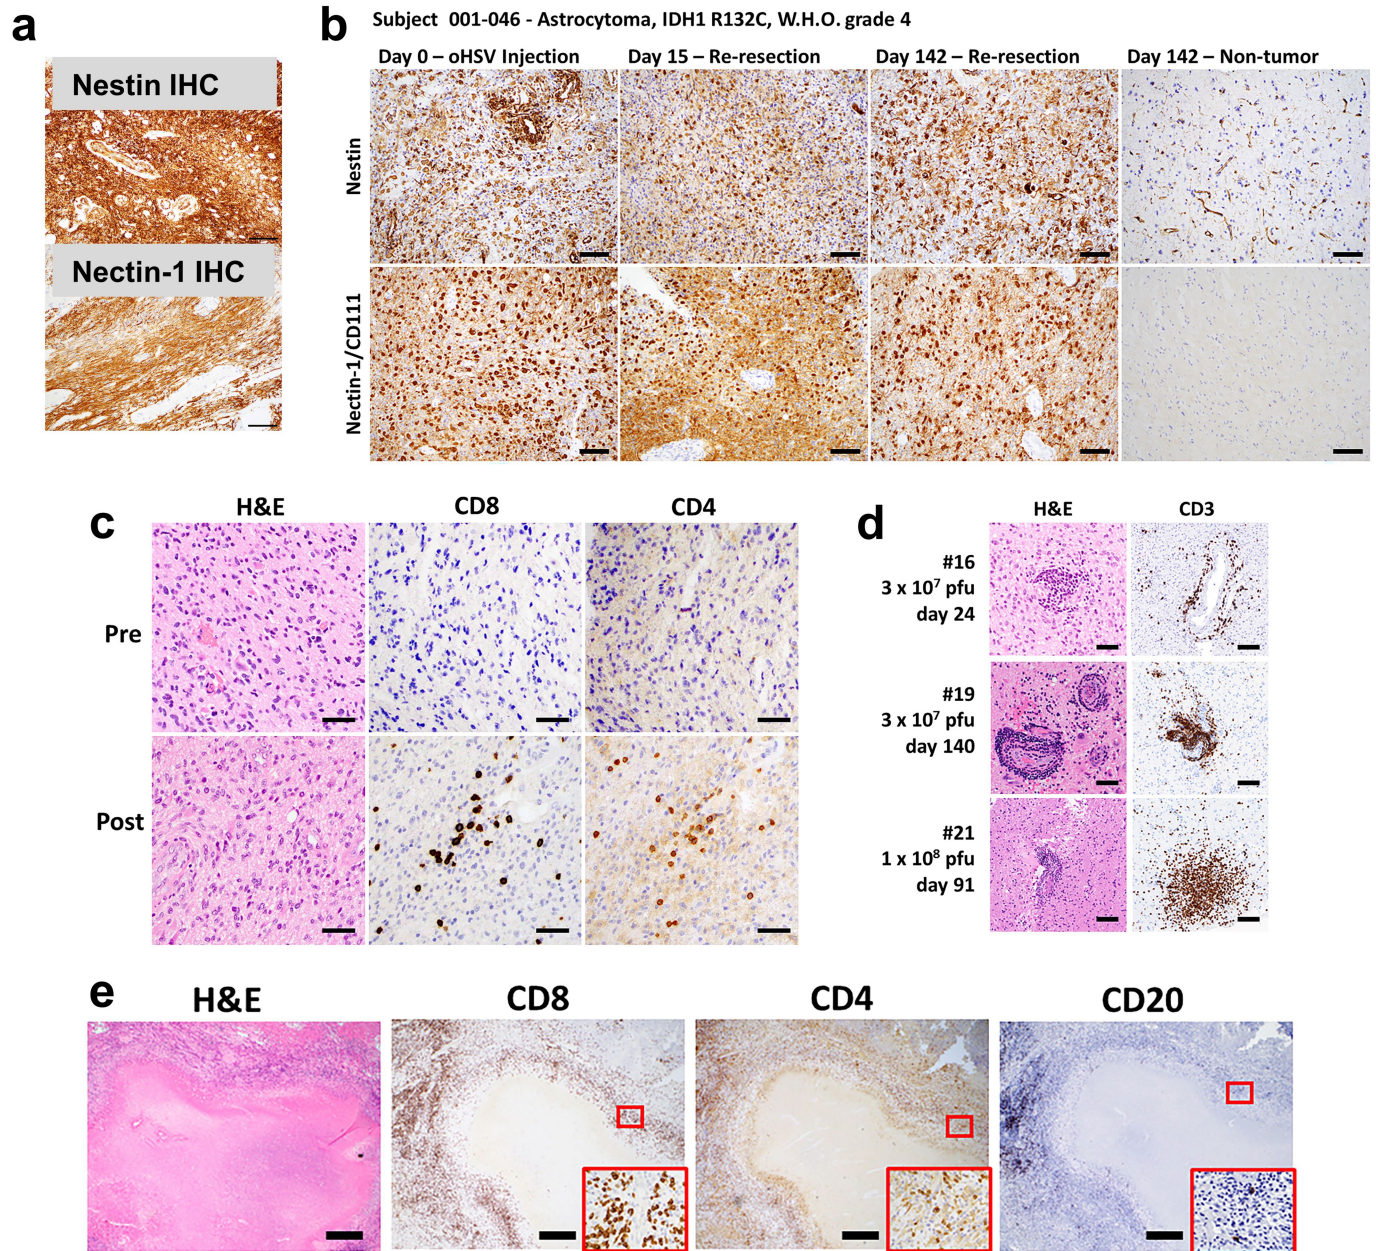 a
Nestin IHC
Nectin-1 IHC
b
Subject 001-046 - Astrocytoma, IDH1 R132C, W.H.O. grade 4
Day 0 – oHSV Injection
Day 15 – Re-resection
Day 142 – Re-resection
Day 142 – Non-tumor
Nestin
Nectin-1/CD111
c
H&E
CD8
CD4
Pre
Post
d
H&E
CD3
#16
3 x 10⁷ pfu
day 24
#19
3 x 10⁷ pfu
day 140
#21
1 x 10⁸ pfu
day 91
e
H&E
CD8
CD4
CD20